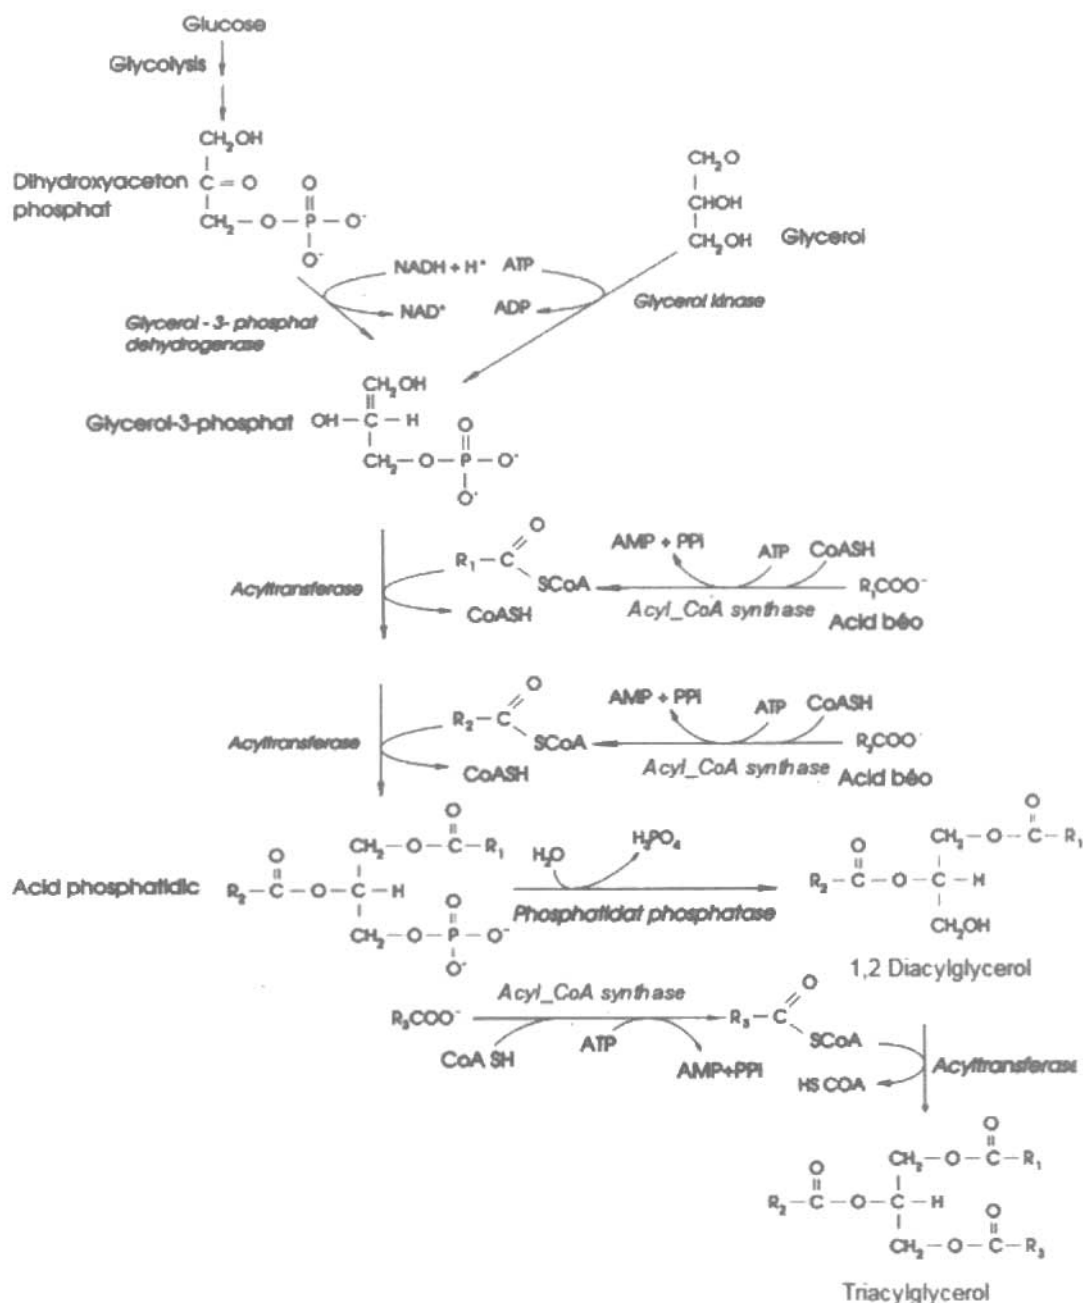 Glucose
Glycolysis
CH₂OH
Dihydroxyaceton
phosphat
C = O
O
CH₂ — O — P — O⁻
O⁻
CH₂O
CHOH
CH₂OH
Glycerol
NADH + H⁺ ATP
NAD⁺ ADP
Glycerol kinase
Glycerol - 3- phosphat
dehydrogenase
CH₂OH
Glycerol-3-phosphat
OH — C — H
O
CH₂ — O — P — O⁻
O⁻
O
R₁ — C
SCoA
Acyltransferase
CoASH
AMP + PPi
ATP
CoASH
R₁COO⁻
Acyl_CoA synthase
Acid béo
O
R₂ — C
SCoA
Acyltransferase
CoASH
AMP + PPi
ATP
CoASH
R₂COO⁻
Acyl_CoA synthase
Acid béo
O
CH₂ — O — C — R₁
O
Acid phosphatidic
R₂ — C — O — C — H
O
CH₂ — O — P — O⁻
O⁻
H₂O
H₃PO₄
Phosphatidat phosphatase
O
CH₂ — O — C — R₁
O
R₂ — C — O — C — H
CH₂OH
1,2 Diacylglycerol
Acyl_CoA synthase
R₃COO⁻
CoA SH
ATP
AMP+PPi
O
R₃ — C
SCoA
HS COA
Acyltransferase
O
CH₂ — O — C — R₁
O
R₂ — C — O — C — H
O
CH₂ — O — C — R₃
Triacylglycerol